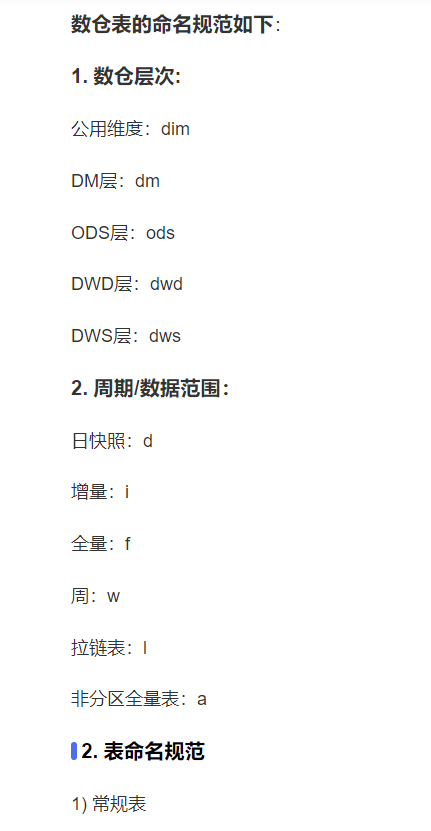 数仓表的命名规范如下：
1. 数仓层次:
公用维度：dim
DM层：dm
ODS层：ods
DWD层：dwd
DWS层：dws
2. 周期/数据范围：
日快照：d
增量：i
全量：f
周：w
拉链表：l
非分区全量表：a
2. 表命名规范
1) 常规表